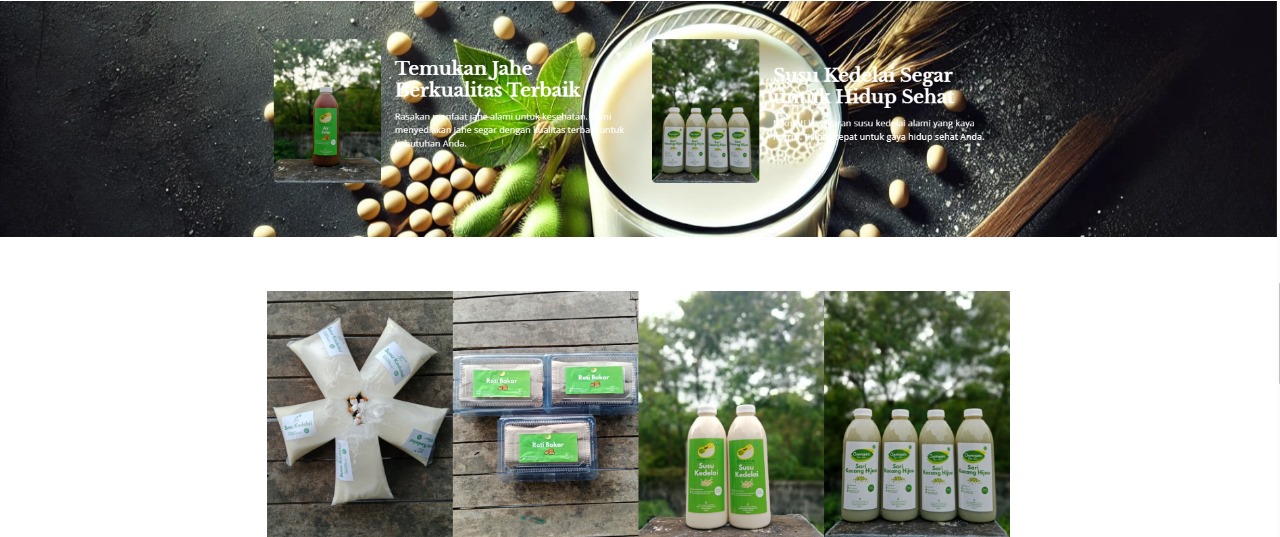 Temukan Jahe
Berkualitas Terbaik
Rasakan manfaat jahe alami untuk kesehatan. Kami
menyediakan jahe segar dengan kualitas terbaik untuk
kebutuhan Anda.
Susu Kedelai Segar
untuk Hidup Sehat
susu kedelai alami yang kaya
tepat untuk gaya hidup sehat Anda.
Susu Kedelai
Roti Bakar
Roti Bakar
Roti Bakar
Susu
Kedelai
Susu
Kedelai
Sari
Kacang Hijau
Sari
Kacang Hijau
Sari
Kacang Hijau
Sari
Kacang Hijau